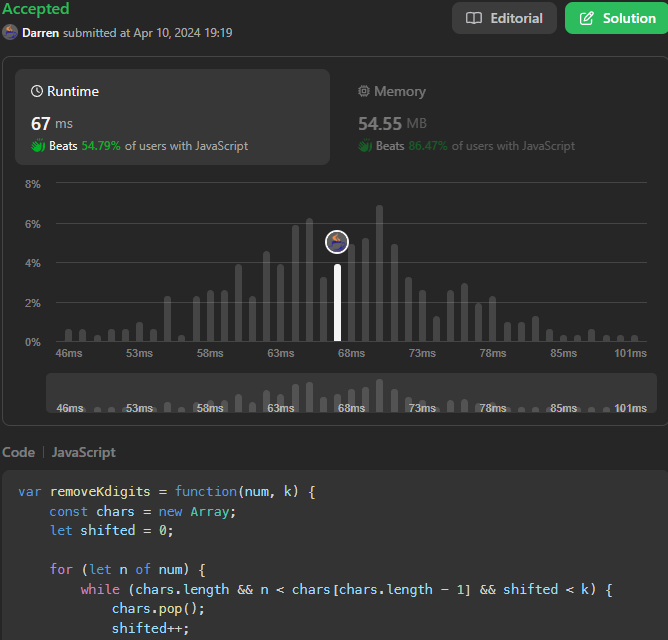 Accepted
Editorial
Solution
Darren submitted at Apr 10, 2024 19:19
Runtime
Memory
67 ms
54.55 MB
Beats 54.79% of users with JavaScript
Beats 86.47% of users with JavaScript
8%
6%
4%
2%
0%
46ms 53ms 58ms 63ms 68ms 73ms 78ms 85ms 101ms
46ms 53ms 58ms 63ms 68ms 73ms 78ms 85ms 101ms
Code | JavaScript
var removeKdigits = function(num, k) {
    const chars = new Array;
    let shifted = 0;
    for (let n of num) {
        while (chars.length && n < chars[chars.length - 1] && shifted < k) {
            chars.pop();
            shifted++;